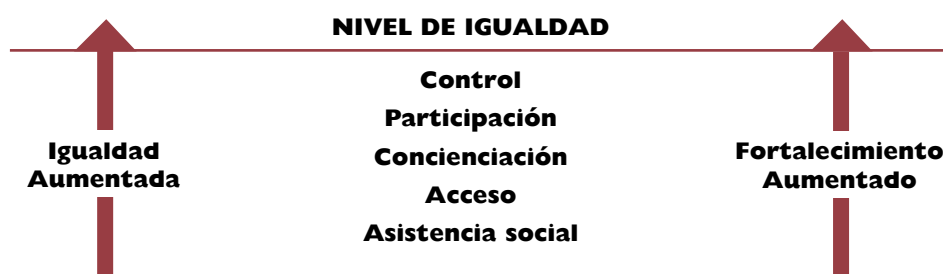 NIVEL DE IGUALDAD
Control
Participación
Concienciación
Acceso
Asistencia social
Igualdad
Aumentada
Fortalecimiento
Aumentado